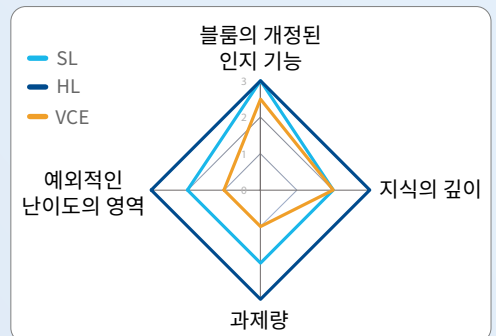 블룸의 개정된
인지 기능
SL
HL
VCE
3
2
1
0
예외적인
난이도의 영역
지식의 깊이
과제량